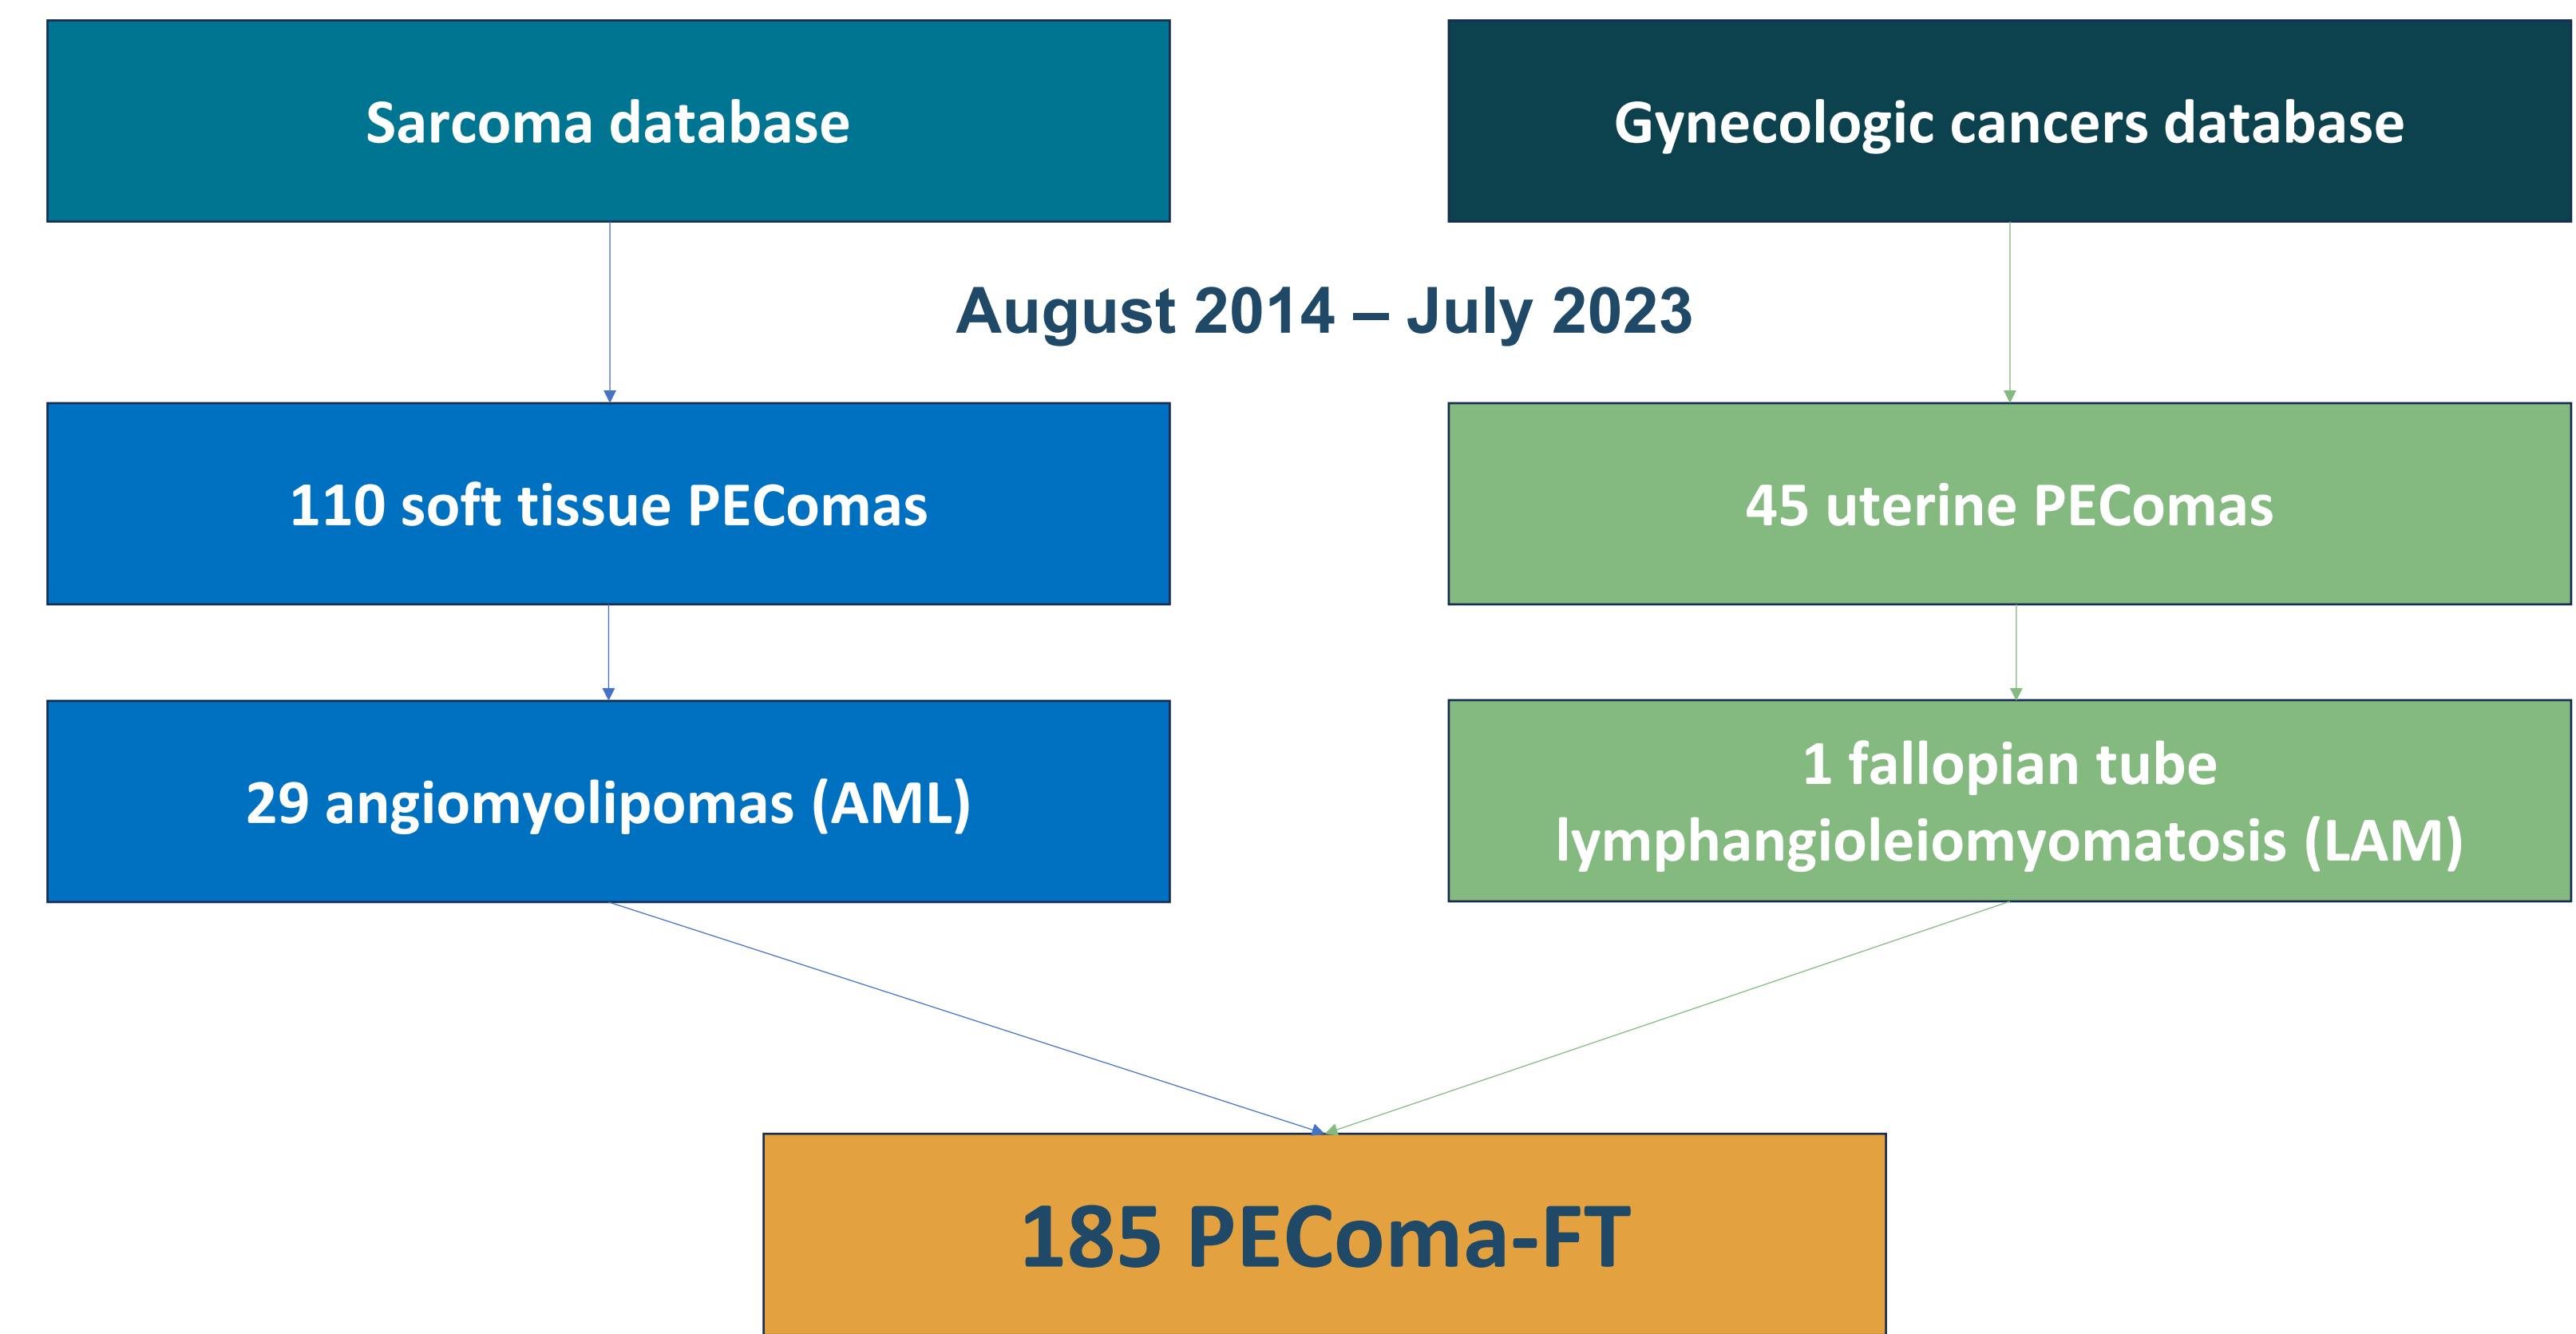 Sarcoma database
Gynecologic cancers database
August 2014 – July 2023
110 soft tissue PEComas
45 uterine PEComas
29 angiomyolipomas (AML)
1 fallopian tube
lymphangioleiomyomatosis (LAM)
185 PEComa-FT